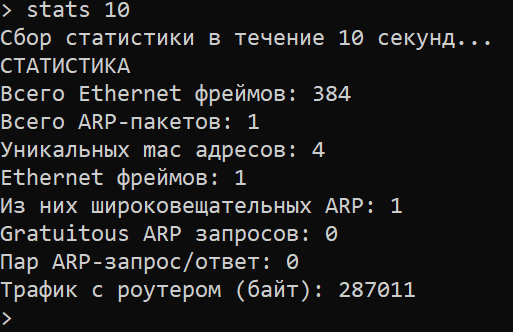 > stats 10
Сбор статистики в течение 10 секунд...
СТАТИСТИКА
Всего Ethernet фреймов: 384
Всего ARP-пакетов: 1
Уникальных mac адресов: 4
Ethernet фреймов: 1
Из них широковещательных ARP: 1
Gratuitous ARP запросов: 0
Пар ARP-запрос/ответ: 0
Трафик с роутером (байт): 287011
>